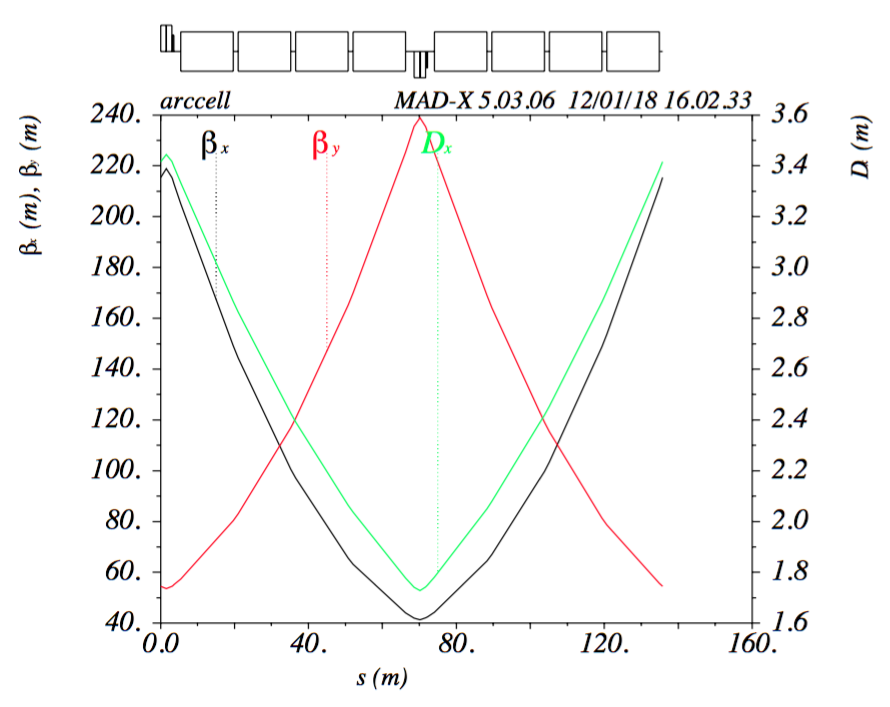 arccell MAD-X 5.03.06 12/01/18 16.02.33
240. 3.6
βx βy Dx
220. 3.4
200. 3.2
180. 3.0
160. 2.8
140. 2.6
120. 2.4
100. 2.2
80. 2.0
60. 1.8
40. 1.6
0.0 40. 80. 120. 160.
s (m)
βx (m), βy (m)
D (m)